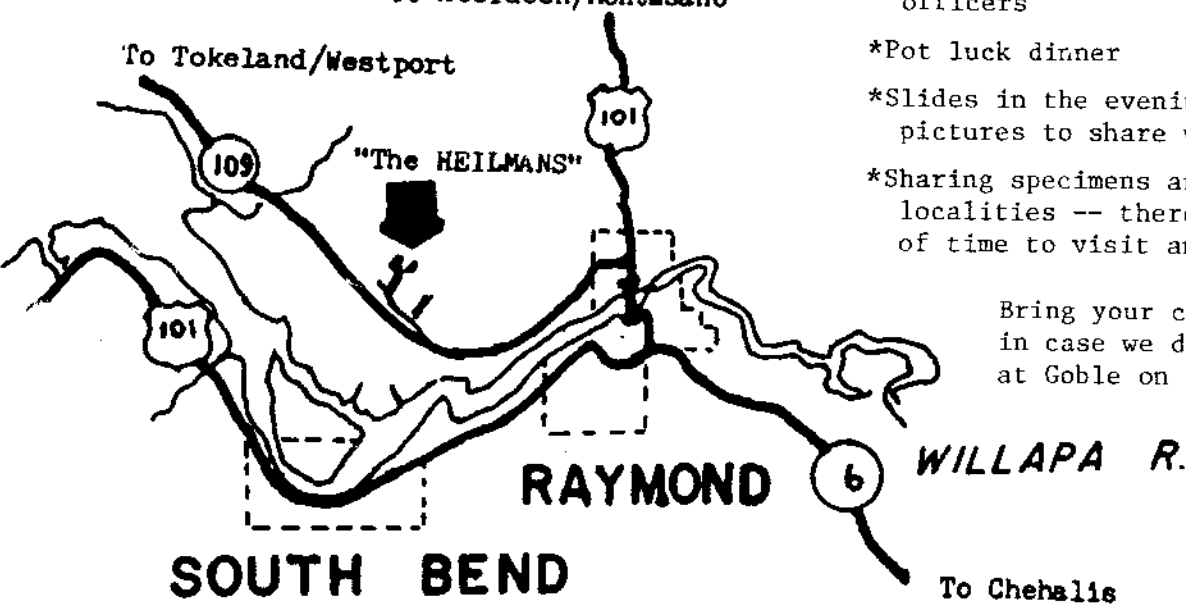 To Tokeland/Westport
101
109
"The HEILMANS"
101
RAYMOND
6
WILLAPA R.
SOUTH BEND
To Chehalis
officers
*Pot luck dinner
*Slides in the
pictures to share
*Sharing specimens
localities -- there
of time to visit
Bring your
in case we
at Goble on